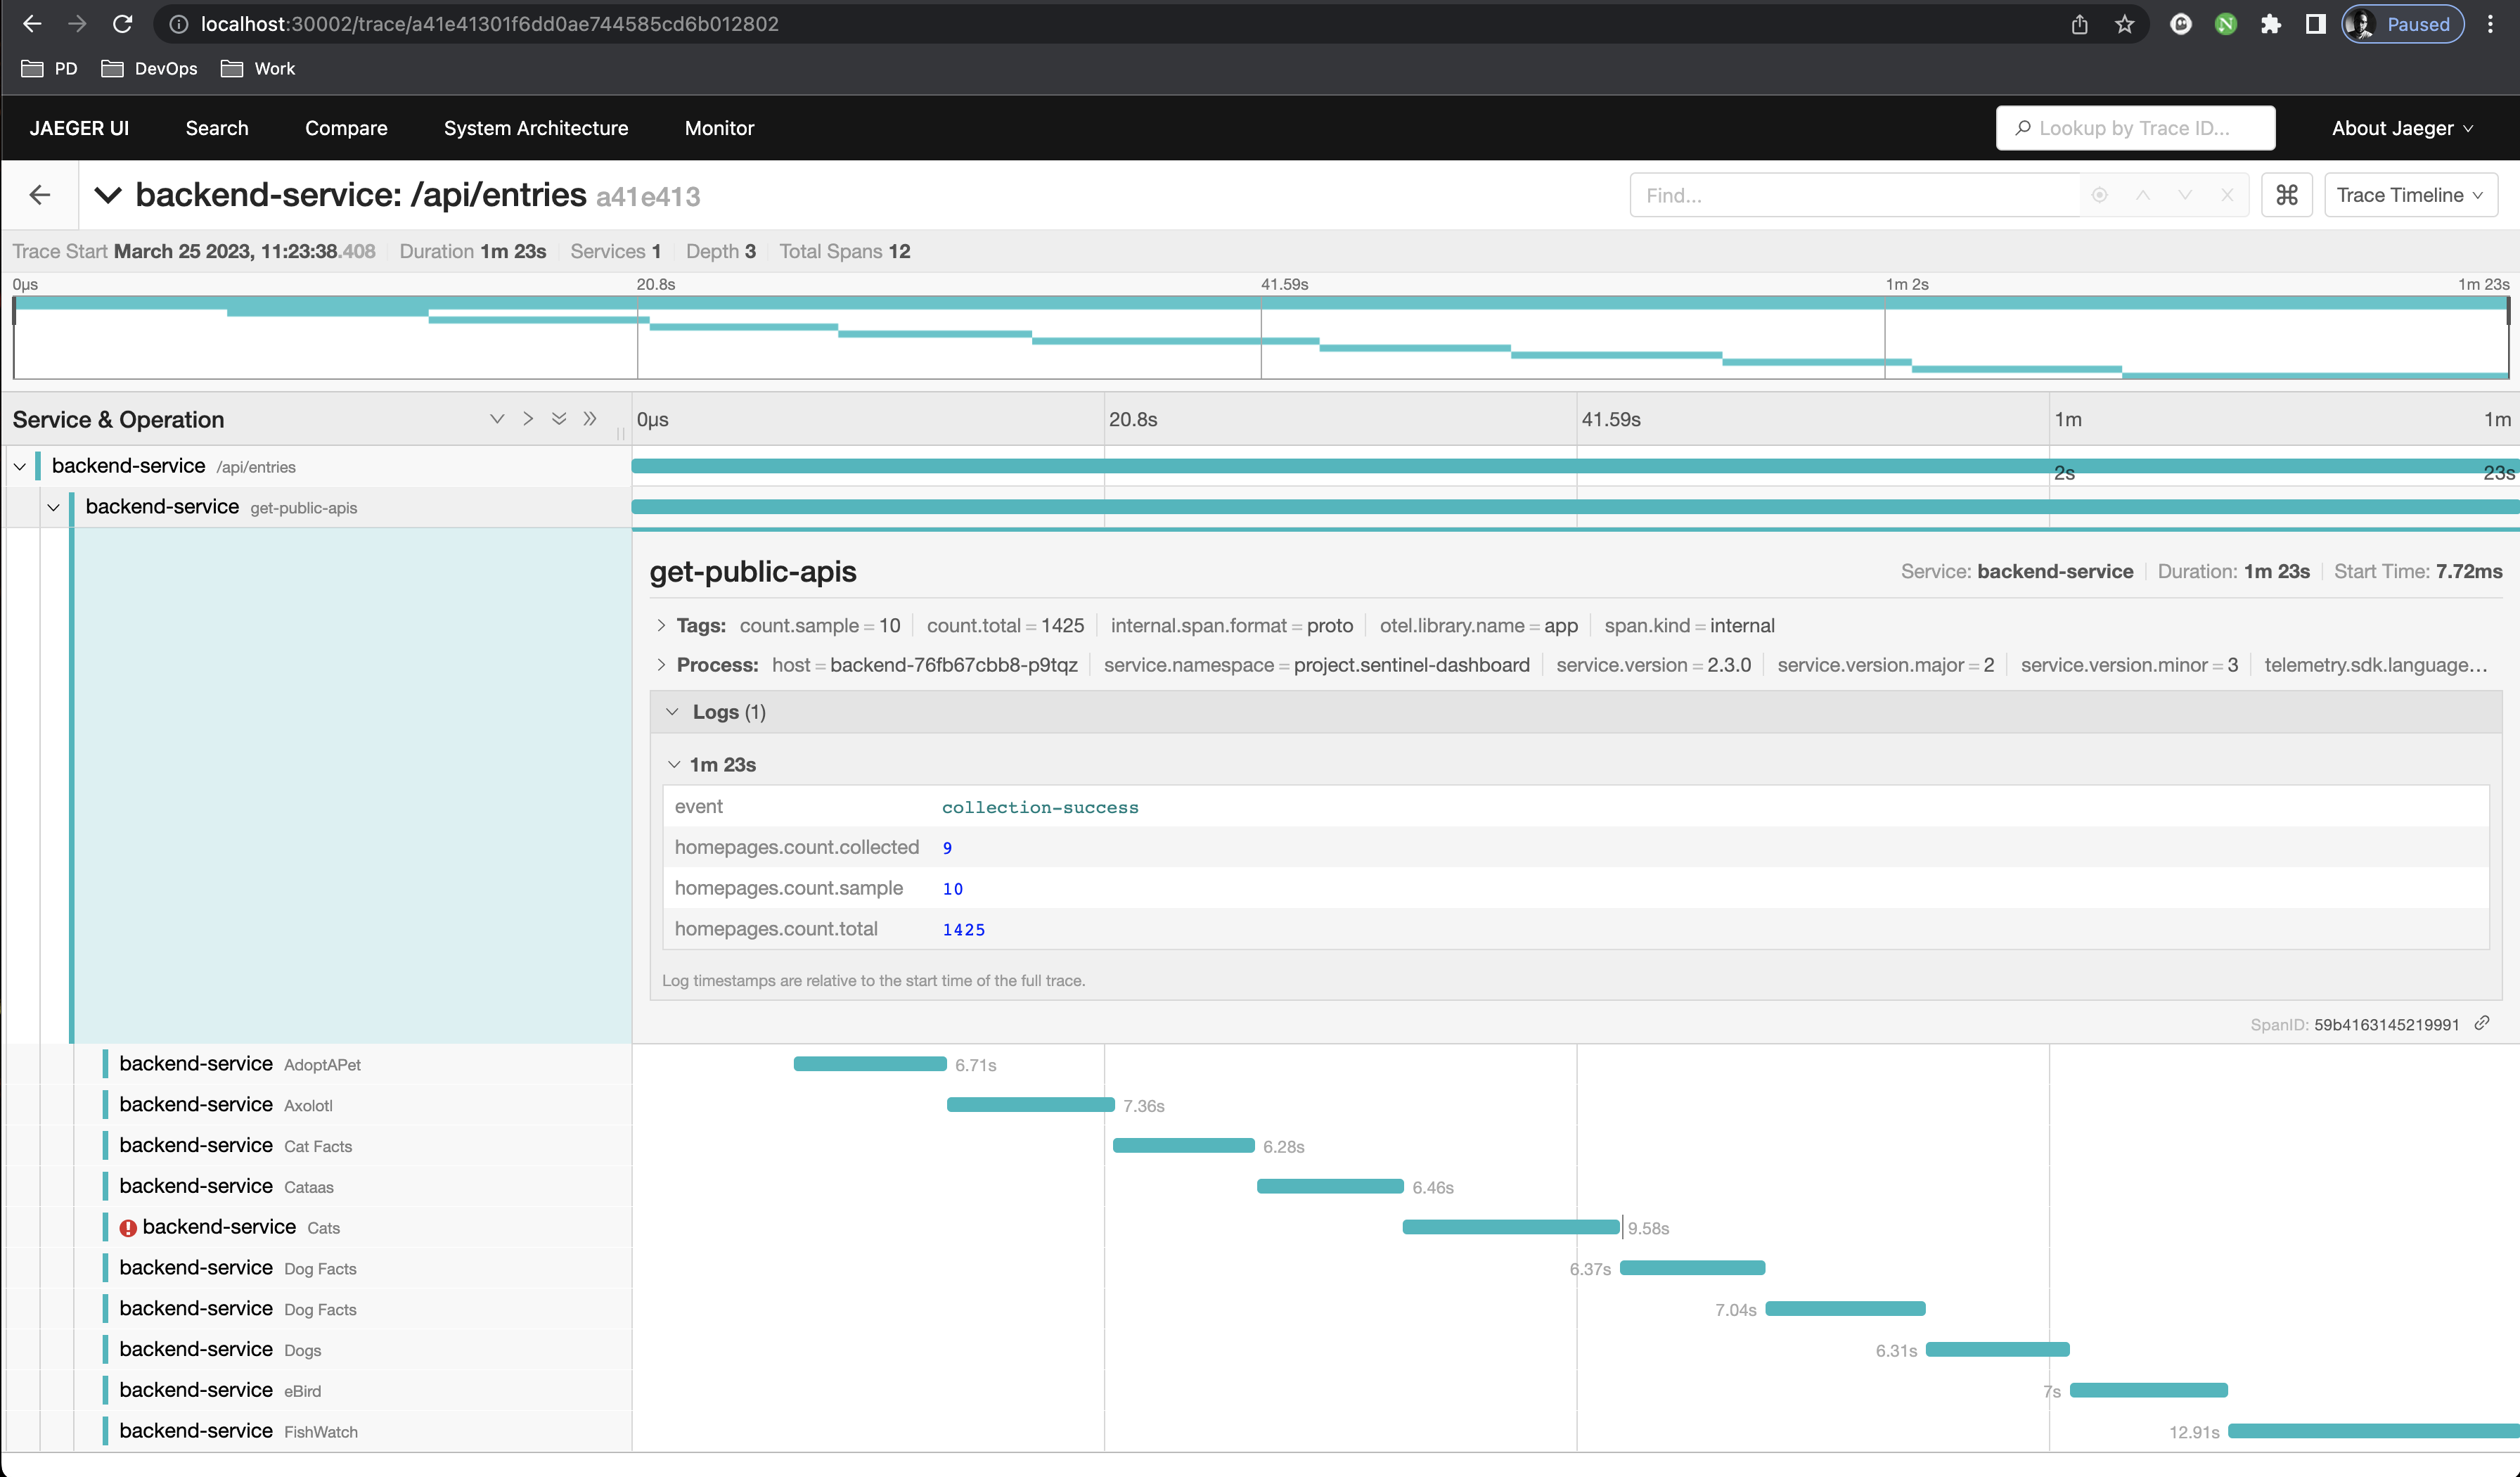 localhost:30002/trace/a41e41301f6dd0ae744585cd6b012802
Paused
PD DevOps Work
JAEGER UI Search Compare System Architecture Monitor Lookup by Trace ID... About Jaeger
backend-service: /api/entries a41e413 Find... ⌘ Trace Timeline
Trace Start March 25 2023, 11:23:38.408 Duration 1m 23s Services 1 Depth 3 Total Spans 12
0μs 20.8s 41.59s 1m 2s 1m 23s
Service & Operation 0μs 20.8s 41.59s 1m 1m
backend-service /api/entries 2s 23s
backend-service get-public-apis
get-public-apis Service: backend-service Duration: 1m 23s Start Time: 7.72ms
Tags: count.sample = 10 count.total = 1425 internal.span.format = proto otel.library.name = app span.kind = internal
Process: host = backend-76fb67cbb8-p9tqz service.namespace = project.sentinel-dashboard service.version = 2.3.0 service.version.major = 2 service.version.minor = 3 telemetry.sdk.language...
Logs (1)
1m 23s
event collection-success
homepages.count.collected 9
homepages.count.sample 10
homepages.count.total 1425
Log timestamps are relative to the start time of the full trace.
SpanID: 59b4163145219991
backend-service AdoptAPet 6.71s
backend-service Axolotl 7.36s
backend-service Cat Facts 6.28s
backend-service Cataas 6.46s
backend-service Cats 9.58s
backend-service Dog Facts 6.37s
backend-service Dog Facts 7.04s
backend-service Dogs 6.31s
backend-service eBird 7s
backend-service FishWatch 12.91s